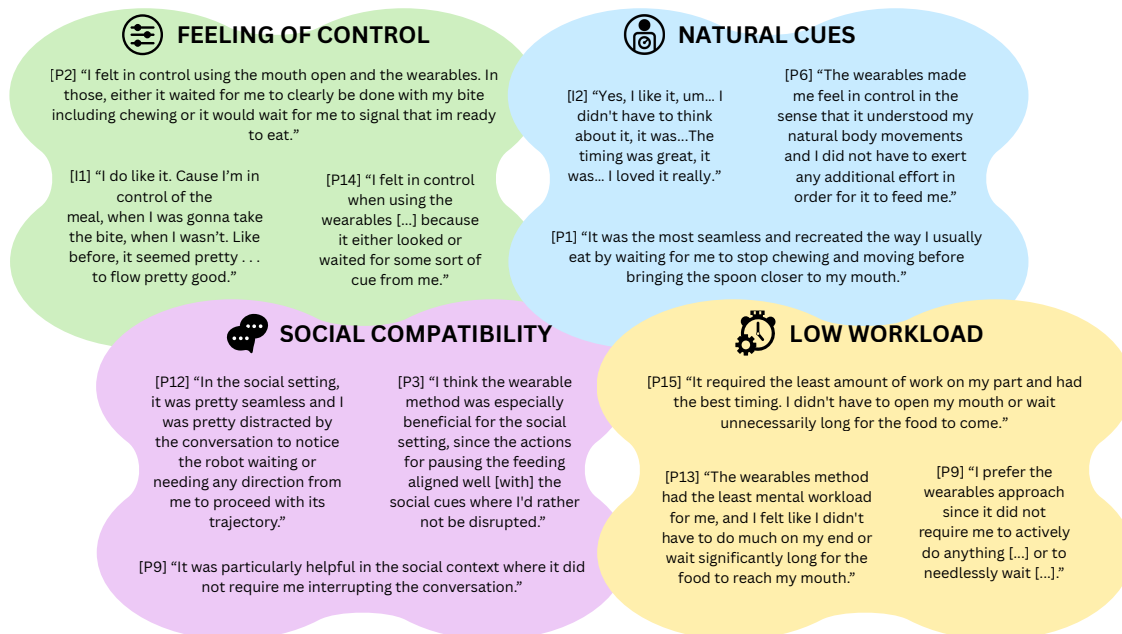 FEELING OF CONTROL
[P2] “I felt in control using the mouth open and the wearables. In
those, either it waited for me to clearly be done with my bite
including chewing or it would wait for me to signal that im ready
to eat.”
[I1] “I do like it. Cause I’m in
control of the
meal, when I was gonna take
the bite, when I wasn’t. Like
before, it seemed pretty . . .
to flow pretty good.”
[P14] “I felt in control
when using the
wearables [...] because
it either looked or
waited for some sort of
cue from me.”
NATURAL CUES
[I2] “Yes, I like it, um... I
didn't have to think
about it, it was...The
timing was great, it
was... I loved it really.”
[P6] “The wearables made
me feel in control in the
sense that it understood my
natural body movements
and I did not have to exert
any additional effort in
order for it to feed me.”
[P1] “It was the most seamless and recreated the way I usually
eat by waiting for me to stop chewing and moving before
bringing the spoon closer to my mouth.”
SOCIAL COMPATIBILITY
[P12] “In the social setting,
it was pretty seamless and I
was pretty distracted by
the conversation to notice
the robot waiting or
needing any direction from
me to proceed with its
trajectory.”
[P3] “I think the wearable
method was especially
beneficial for the social
setting, since the actions
for pausing the feeding
aligned well [with] the
social cues where I'd rather
not be disrupted.”
[P9] “It was particularly helpful in the social context where it did
not require me interrupting the conversation.”
LOW WORKLOAD
[P15] “It required the least amount of work on my part and had
the best timing. I didn't have to open my mouth or wait
unnecessarily long for the food to come.”
[P13] “The wearables method
had the least mental workload
for me, and I felt like I didn't
have to do much on my end or
wait significantly long for the
food to reach my mouth.”
[P9] “I prefer the
wearables approach
since it did not
require me to actively
do anything [...] or to
needlessly wait [...].”